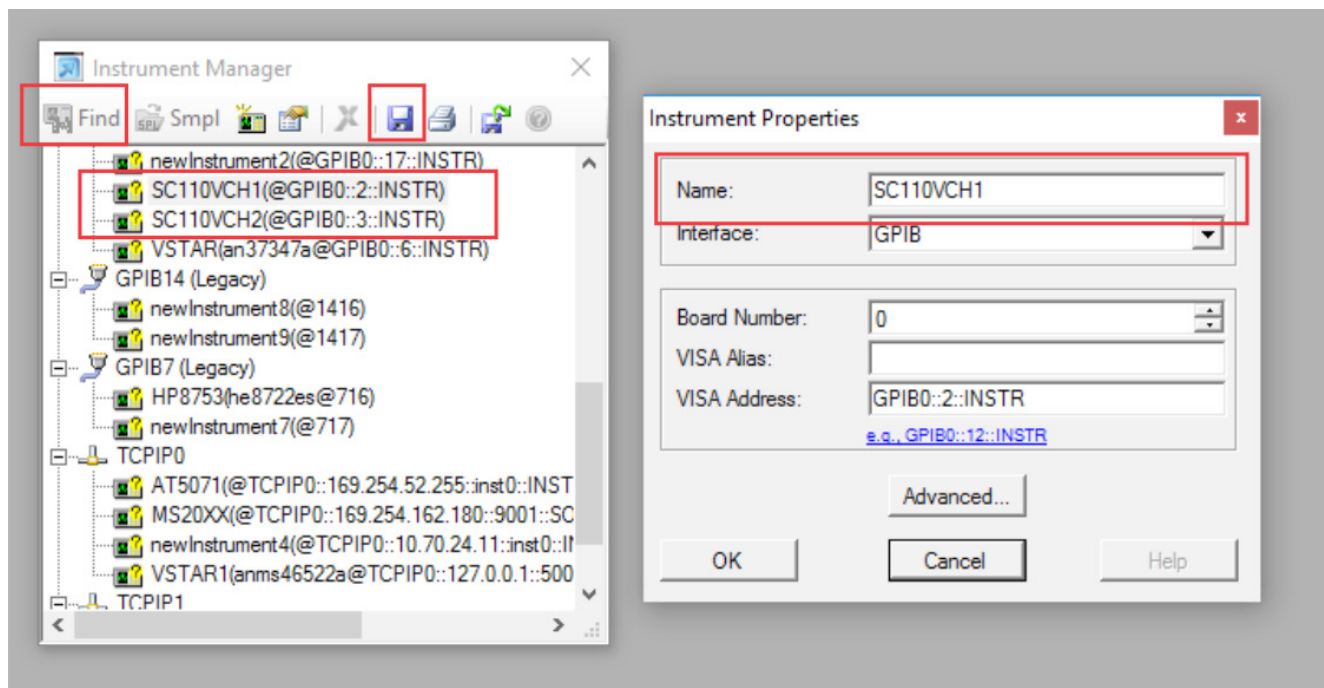 Instrument Manager
Find Smpl
newInstrument2(@GPIB0::17::INSTR)
SC110VCH1(@GPIB0::2::INSTR)
SC110VCH2(@GPIB0::3::INSTR)
VSTAR(an37347a@GPIB0::6::INSTR)
GPIB14 (Legacy)
newInstrument8(@1416)
newInstrument9(@1417)
GPIB7 (Legacy)
HP8753(he8722es@716)
newInstrument7(@717)
TCPIP0
AT5071(@TCPIP0::169.254.52.255::inst0::INST
MS20XX(@TCPIP0::169.254.162.180::9001::SC
newInstrument4(@TCPIP0::10.70.24.11::inst0::II
VSTAR1(anms46522a@TCPIP0::127.0.0.1::500
TCPIP1
Instrument Properties
Name: SC110VCH1
Interface: GPIB
Board Number: 0
VISA Alias:
VISA Address: GPIB0::2::INSTR
e.g., GPIB0::12::INSTR
Advanced...
OK Cancel Help